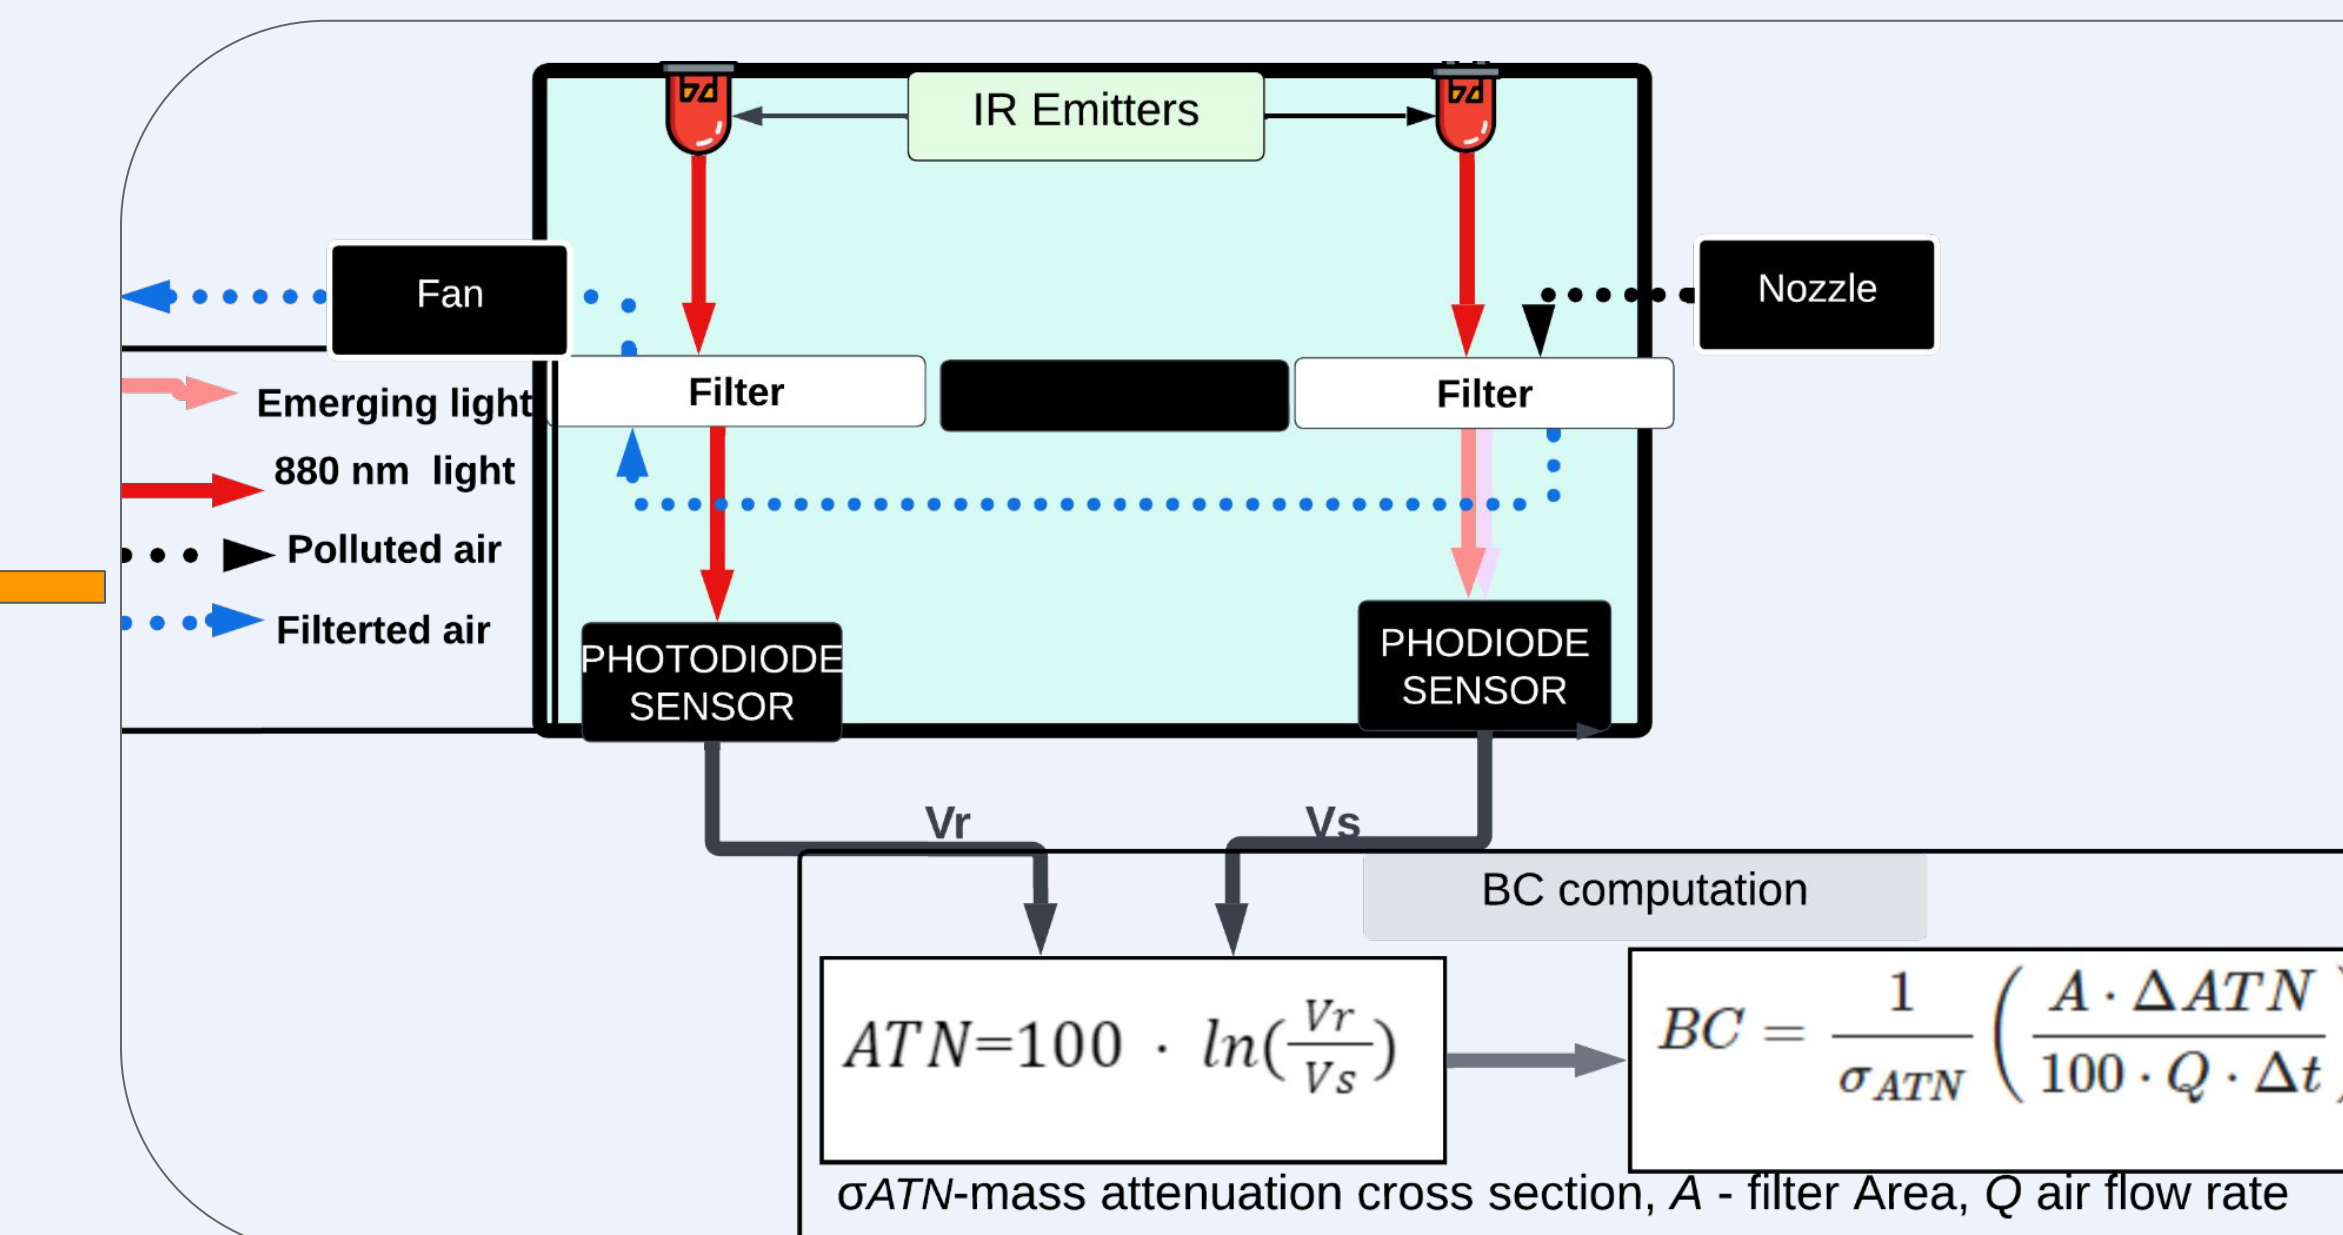 IR Emitters
Fan
Nozzle
Filter
Filter
Emerging light
880 nm  light
Polluted air
Filterted air
PHOTODIODE
SENSOR
PHODIODE
SENSOR
Vr
Vs
BC computation
ATN=100 · ln(Vr/Vs)
BC = 1/σATN (A · ΔATN / 100 · Q · Δt)
σATN-mass attenuation cross section, A - filter Area, Q air flow rate